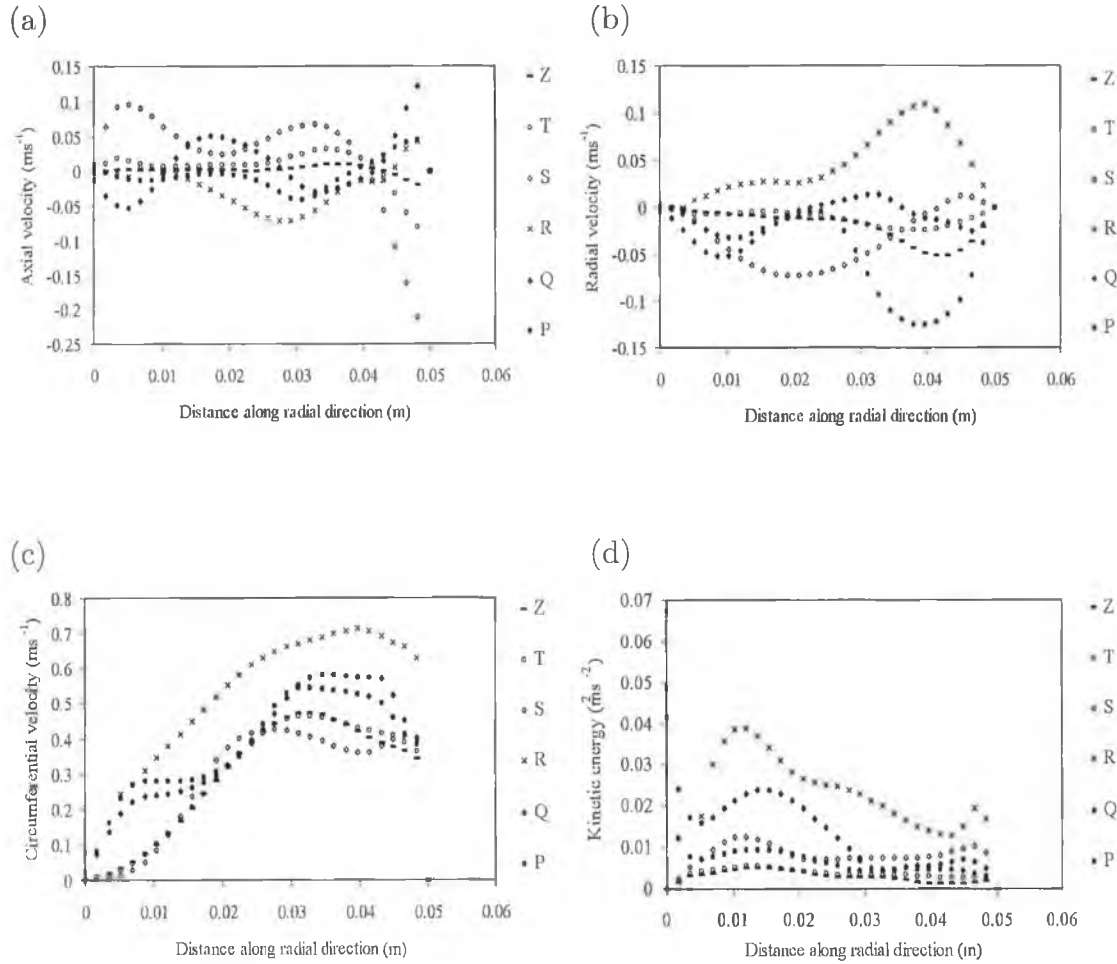 (a)
(b)
0.15
0.1
0.05
0
-0.05
-0.1
-0.15
-0.2
-0.25
Axial velocity (ms⁻¹)
0
0.01
0.02
0.03
0.04
0.05
0.06
Distance along radial direction (m)
Z
T
S
R
Q
P
0.15
0.1
0.05
0
-0.05
-0.1
-0.15
Radial velocity (ms⁻¹)
0
0.01
0.02
0.03
0.04
0.05
0.06
Distance along radial direction (m)
Z
T
S
R
Q
P
(c)
(d)
0.8
0.7
0.6
0.5
0.4
0.3
0.2
0.1
0
Circumferential velocity (ms⁻¹)
0
0.01
0.02
0.03
0.04
0.05
0.06
Distance along radial direction (m)
Z
T
S
R
Q
P
0.07
0.06
0.05
0.04
0.03
0.02
0.01
0
Kinetic energy (m²s⁻²)
0
0.01
0.02
0.03
0.04
0.05
0.06
Distance along radial direction (m)
Z
T
S
R
Q
P